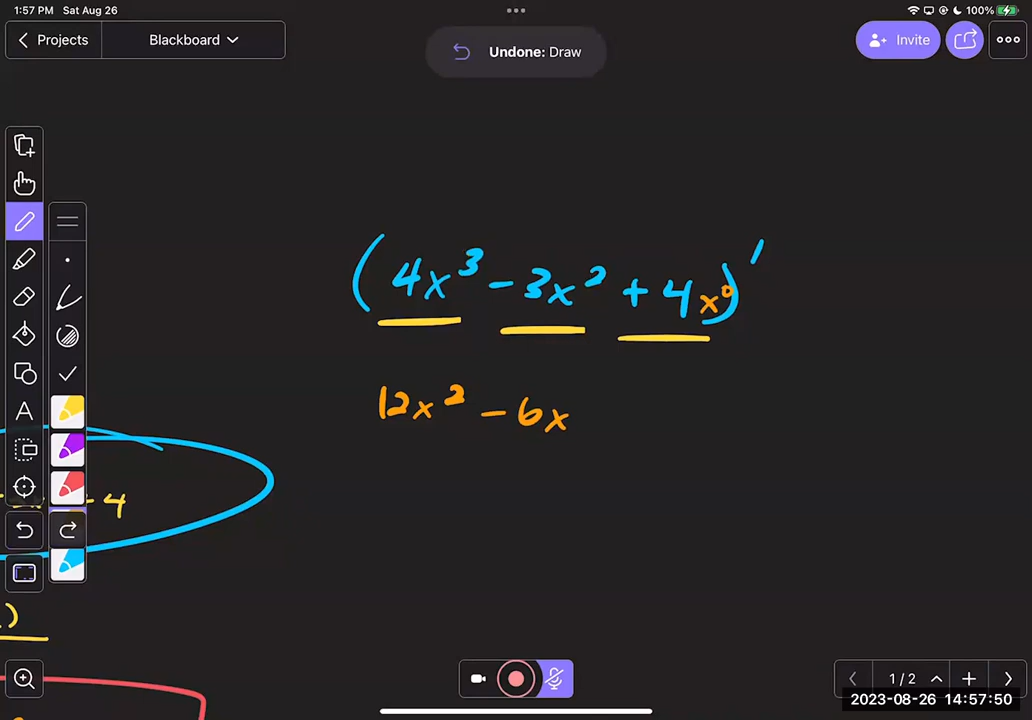 1:57 PM Sat Aug 26
100%
Projects
Blackboard
Undone: Draw
Invite
(4x³ - 3x² + 4x⁰)'
12x² - 6x
A
- 4
)
1 / 2
2023-08-26 14:57:50